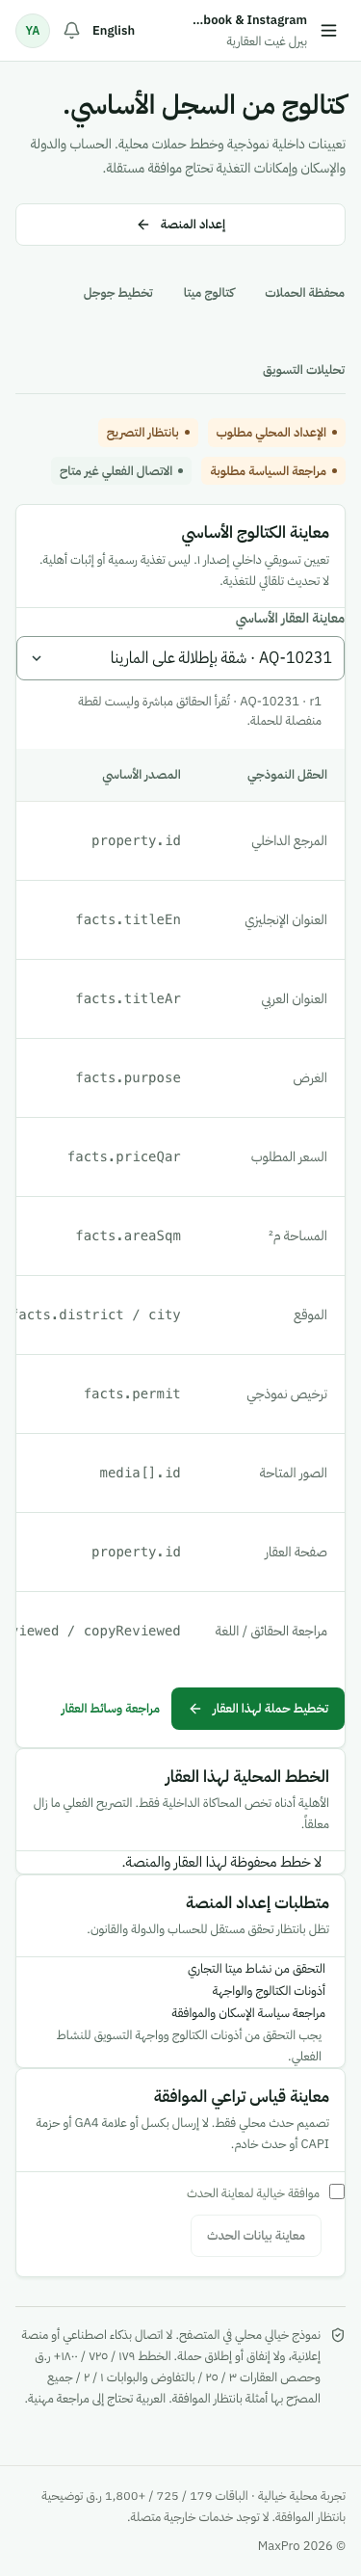 book & Instagram...
بيرل غيت العقارية
English
YA
كتالوج من السجل الأساسي.
تعيينات داخلية نموذجية وخطط حملات محلية. الحساب والدولة
والإسكان وإمكانات التغذية تحتاج موافقة مستقلة.
إعداد المنصة
محفظة الحملات
كتالوج ميتا
تخطيط جوجل
تحليلات التسويق
الإعداد المحلي مطلوب
بانتظار التصريح
مراجعة السياسة مطلوبة
الاتصال الفعلي غير متاح
معاينة الكتالوج الأساسي
تعيين تسويقي داخلي إصدار ١. ليس تغذية رسمية أو إثبات أهلية.
لا تحديث تلقائي للتغذية.
معاينة العقار الأساسي
AQ-10231 · شقة بإطلالة على المارينا
AQ-10231 · r1 · تُقرأ الحقائق مباشرة وليست لقطة
منفصلة للحملة.
الحقل النموذجي
المصدر الأساسي
المرجع الداخلي
property.id
العنوان الإنجليزي
facts.titleEn
العنوان العربي
facts.titleAr
الغرض
facts.purpose
السعر المطلوب
facts.priceQar
المساحة م²
facts.areaSqm
الموقع
facts.district / city
ترخيص نموذجي
facts.permit
الصور المتاحة
media[].id
صفحة العقار
property.id
مراجعة الحقائق / اللغة
viewed / copyReviewed
تخطيط حملة لهذا العقار
مراجعة وسائط العقار
الخطط المحلية لهذا العقار
الأهلية أدناه تخص المحاكاة الداخلية فقط. التصريح الفعلي ما زال
معلقاً.
لا خطط محفوظة لهذا العقار والمنصة.
متطلبات إعداد المنصة
تظل بانتظار تحقق مستقل للحساب والدولة والقانون.
التحقق من نشاط ميتا التجاري
أذونات الكتالوج والواجهة
مراجعة سياسة الإسكان والموافقة
يجب التحقق من أذونات الكتالوج وواجهة التسويق للنشاط
الفعلي.
معاينة قياس تراعي الموافقة
تصميم حدث محلي فقط. لا إرسال بكسل أو علامة GA4 أو حزمة
CAPI أو حدث خادم.
موافقة خيالية لمعاينة الحدث
معاينة بيانات الحدث
نموذج خيالي محلي في المتصفح. لا اتصال بذكاء اصطناعي أو منصة
إعلانية، ولا إنفاق أو إطلاق حملة. الخطط ١٧٩ / ٧٢٥ / ١٨٠٠+ ر.ق
وحصص العقارات ٣ / ٢٥ / بالتفاوض والبوابات ١ / ٢ / جميع
المصرّح بها أمثلة بانتظار الموافقة. العربية تحتاج إلى مراجعة مهنية.
تجربة محلية خيالية · الباقات 179 / 725 / +1,800 ر.ق توضيحية
بانتظار الموافقة. لا توجد خدمات خارجية متصلة.
© 2026 MaxPro